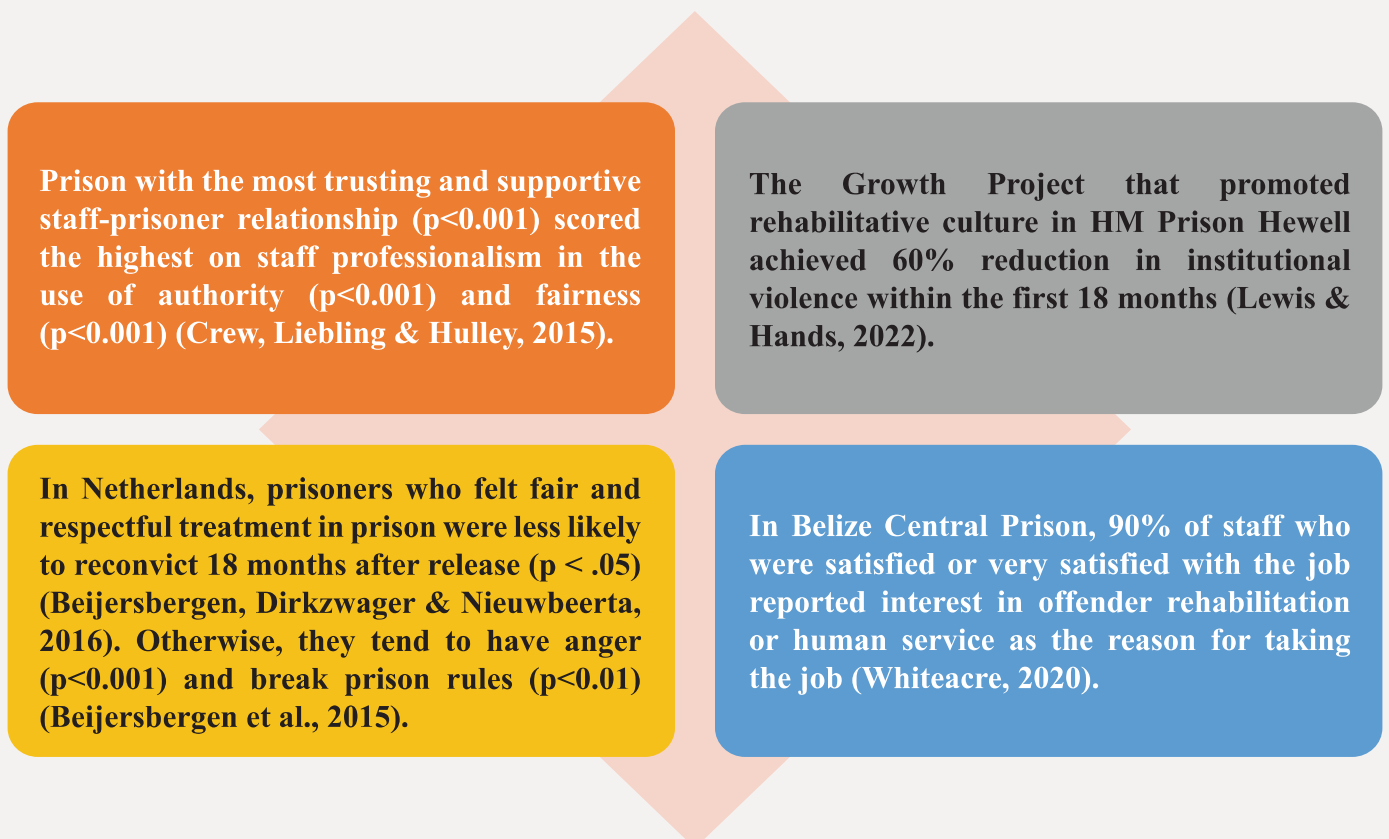 Prison with the most trusting and supportive
staff-prisoner relationship (p<0.001) scored
the highest on staff professionalism in the
use of authority (p<0.001) and fairness
(p<0.001) (Crew, Liebling & Hulley, 2015).
The Growth Project that promoted
rehabilitative culture in HM Prison Hewell
achieved 60% reduction in institutional
violence within the first 18 months (Lewis &
Hands, 2022).
In Netherlands, prisoners who felt fair and
respectful treatment in prison were less likely
to reconvict 18 months after release (p < .05)
(Beijersbergen, Dirkzwager & Nieuwbeerta,
2016). Otherwise, they tend to have anger
(p<0.001) and break prison rules (p<0.01)
(Beijersbergen et al., 2015).
In Belize Central Prison, 90% of staff who
were satisfied or very satisfied with the job
reported interest in offender rehabilitation
or human service as the reason for taking
the job (Whiteacre, 2020).